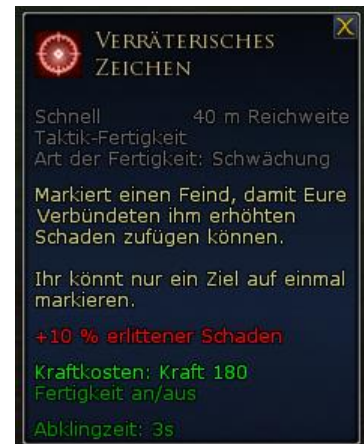 VERRÄTERISCHES
ZEICHEN
Schnell 40 m Reichweite
Taktik-Fertigkeit
Art der Fertigkeit: Schwächung
Markiert einen Feind, damit Eure
Verbündeten ihm erhöhten
Schaden zufügen können.
Ihr könnt nur ein Ziel auf einmal
markieren.
+10 % erlittener Schaden
Kraftkosten: Kraft 180
Fertigkeit an/aus
Abklingzeit: 3s